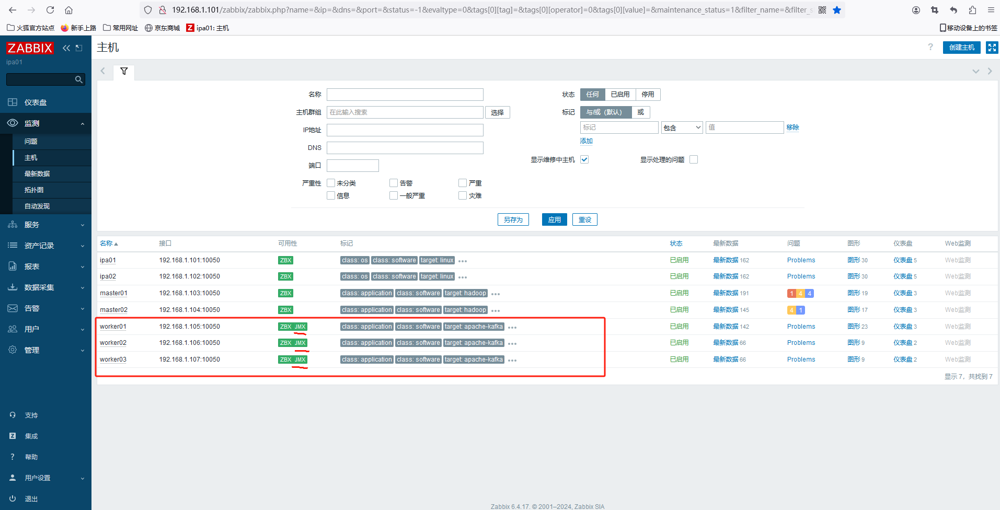 192.168.1.101/zabbix/zabbix.php?name=&ip=&dns=&port=&status=-1&evaltype=0&tags[0][tag]=&tags[0][operator]=0&tags[0][value]=&maintenance_status=1&filter_name=&filter_
火狐官方站点 新手上路 常用网址 京东商城 Z ipa01: 主机 移动设备上的书签
ZABBIX
ipa01
仪表盘
监测
问题
主机
最新数据
拓扑图
自动发现
服务
资产记录
报表
数据采集
告警
用户
管理
支持
Z 集成
? 帮助
用户设置
退出
主机 ? 创建主机
名称 状态 任何 已启用 停用
主机群组 在此输入搜索 选择 标记 与/或（默认） 或
标记 包含 值 移除
IP地址
添加
DNS
显示维修中主机 显示处理的问题
端口
严重性 未分类 告警 严重
信息 一般严重 灾难
另存为 应用 重设
名称 接口 可用性 标记 状态 最新数据 问题 图形 仪表盘 Web监测
ipa01 192.168.1.101:10050 ZBX class: os class: software target: linux ••• 已启用 最新数据 162 Problems 图形 30 仪表盘 5 Web监测
ipa02 192.168.1.102:10050 ZBX class: os class: software target: linux ••• 已启用 最新数据 162 Problems 图形 30 仪表盘 5 Web监测
master01 192.168.1.103:10050 ZBX class: application class: software target: hadoop ••• 已启用 最新数据 191 1 4 4 图形 19 仪表盘 3 Web监测
master02 192.168.1.104:10050 ZBX class: application class: software target: hadoop ••• 已启用 最新数据 145 4 1 图形 17 仪表盘 3 Web监测
worker01 192.168.1.105:10050 ZBX JMX class: application class: software target: apache-kafka ••• 已启用 最新数据 142 Problems 图形 23 仪表盘 3 Web监测
worker02 192.168.1.106:10050 ZBX JMX class: application class: software target: apache-kafka ••• 已启用 最新数据 66 Problems 图形 9 仪表盘 2 Web监测
worker03 192.168.1.107:10050 ZBX JMX class: application class: software target: apache-kafka ••• 已启用 最新数据 66 Problems 图形 9 仪表盘 2 Web监测
显示 7，共找到 7
Zabbix 6.4.17. © 2001–2024, Zabbix SIA